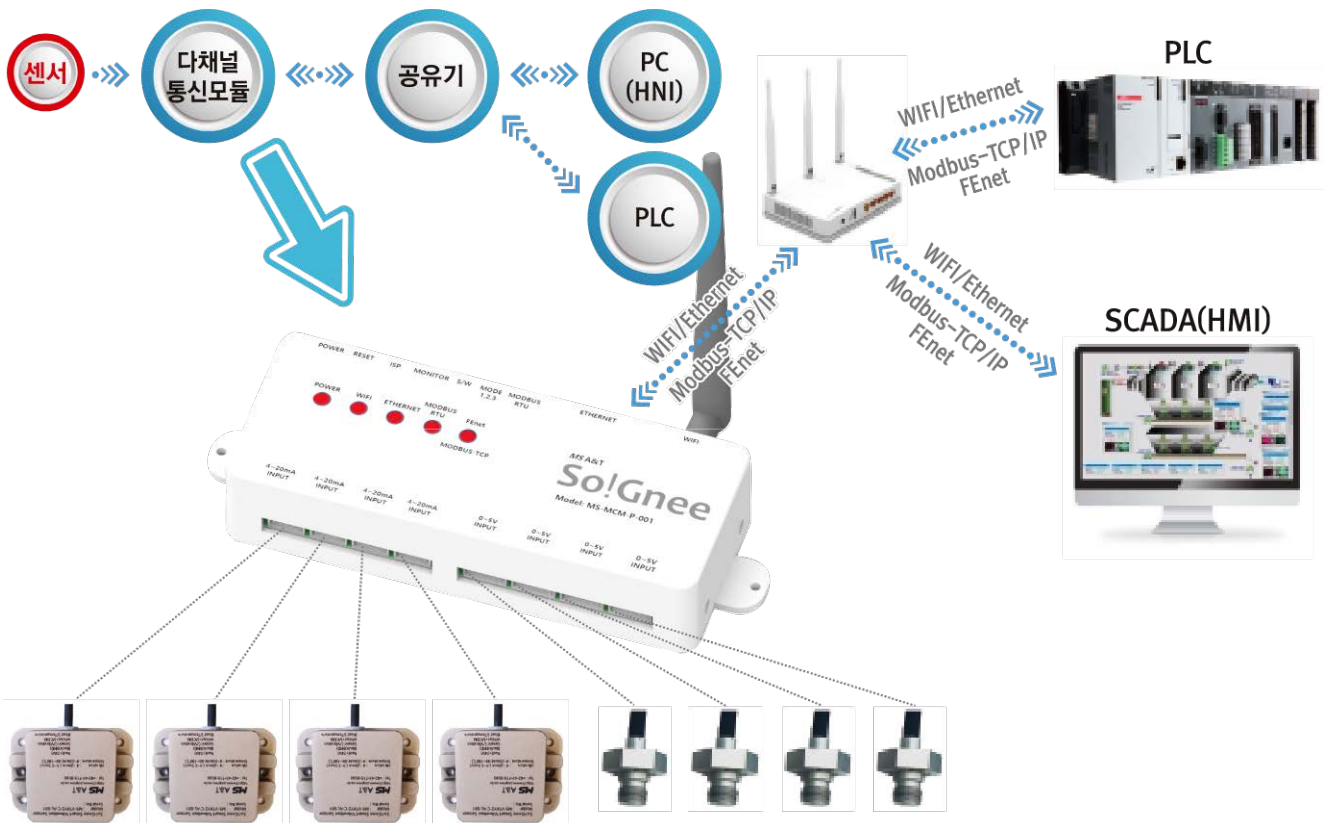 센서
다채널
통신모듈
공유기
PC
(HNI)
PLC
PLC
WIFI/Ethernet
Modbus-TCP/IP
FEnet
WIFI/Ethernet
Modbus-TCP/IP
FEnet
WIFI/Ethernet
Modbus-TCP/IP
FEnet
SCADA(HMI)
POWER
RESET
ISP
MONITOR
S/W
MODE
1,2,3
MODBUS
RTU
ETHERNET
WIFI
POWER
WIFI
ETHERNET
MODBUS
RTU
FEnet
MODBUS-TCP
MS A&T
So!Gnee
Model: MS-MCM-P-001
4~20mA
INPUT
4~20mA
INPUT
4~20mA
INPUT
4~20mA
INPUT
0~5V
INPUT
0~5V
INPUT
0~5V
INPUT
0~5V
INPUT
MS A&T
MS A&T
MS A&T
MS A&T